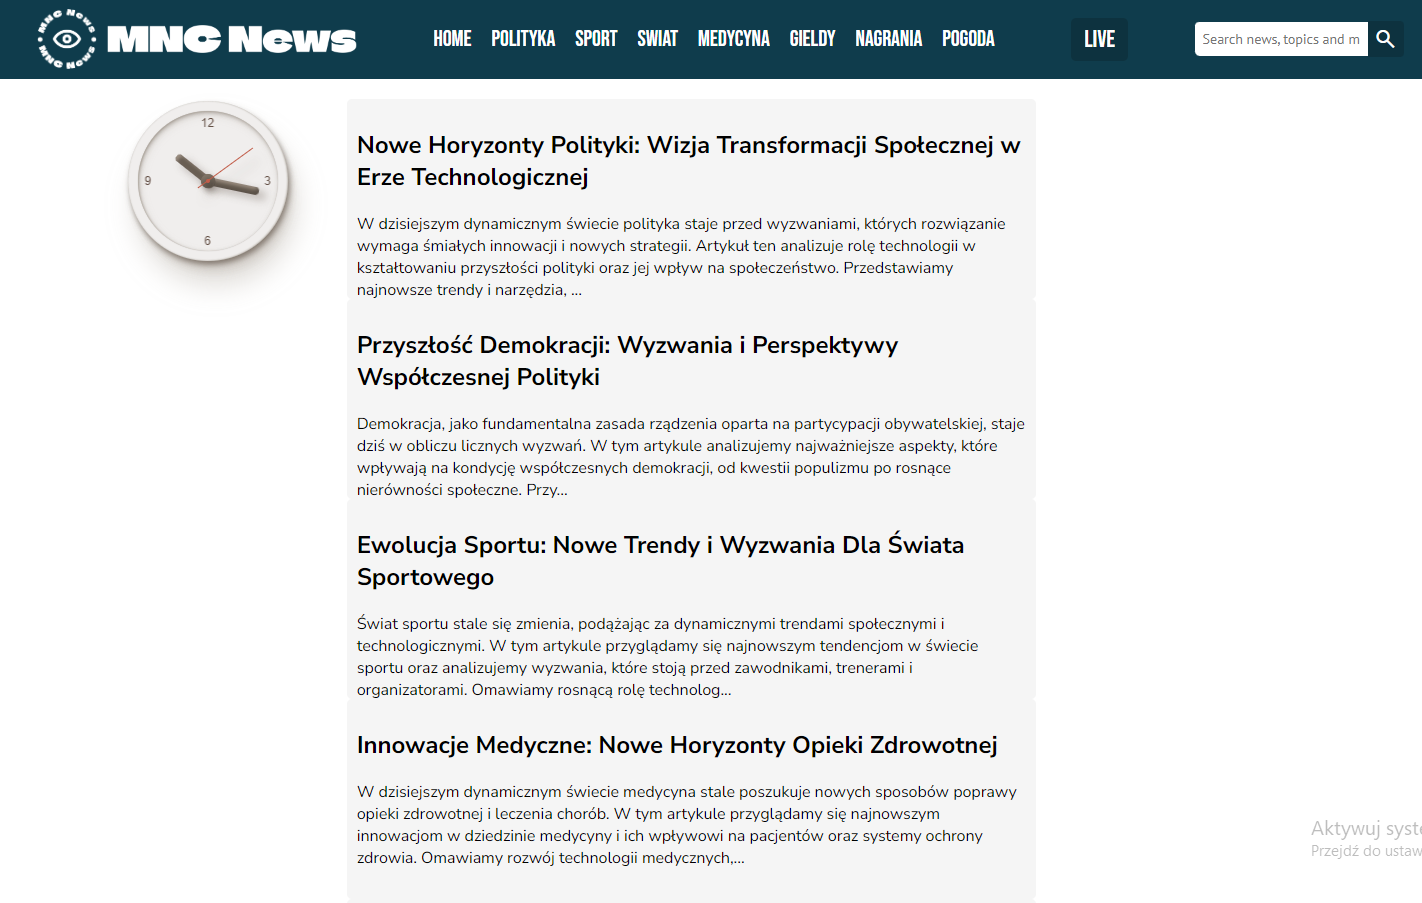 MNC News
MNC News
MNC News
HOME POLITYKA SPORT SWIAT MEDYCYNA GIELDY NAGRANIA POGODA
LIVE
Search news, topics and m
12
9
3
6
Nowe Horyzonty Polityki: Wizja Transformacji Społecznej w
Erze Technologicznej
W dzisiejszym dynamicznym świecie polityka staje przed wyzwaniami, których rozwiązanie
wymaga śmiałych innowacji i nowych strategii. Artykuł ten analizuje rolę technologii w
kształtowaniu przyszłości polityki oraz jej wpływ na społeczeństwo. Przedstawiamy
najnowsze trendy i narzędzia, ...
Przyszłość Demokracji: Wyzwania i Perspektywy
Współczesnej Polityki
Demokracja, jako fundamentalna zasada rządzenia oparta na partycypacji obywatelskiej, staje
dziś w obliczu licznych wyzwań. W tym artykule analizujemy najważniejsze aspekty, które
wpływają na kondycję współczesnych demokracji, od kwestii populizmu po rosnące
nierówności społeczne. Przy...
Ewolucja Sportu: Nowe Trendy i Wyzwania Dla Świata
Sportowego
Świat sportu stale się zmienia, podążając za dynamicznymi trendami społecznymi i
technologicznymi. W tym artykule przyglądamy się najnowszym tendencjom w świecie
sportu oraz analizujemy wyzwania, które stoją przed zawodnikami, trenerami i
organizatorami. Omawiamy rosnącą rolę technolog...
Innowacje Medyczne: Nowe Horyzonty Opieki Zdrowotnej
W dzisiejszym dynamicznym świecie medycyna stale poszukuje nowych sposobów poprawy
opieki zdrowotnej i leczenia chorób. W tym artykule przyglądamy się najnowszym
innowacjom w dziedzinie medycyny i ich wpływowi na pacjentów oraz systemy ochrony
zdrowia. Omawiamy rozwój technologii medycznych,...
Aktywuj syste
Przejdź do ustaw